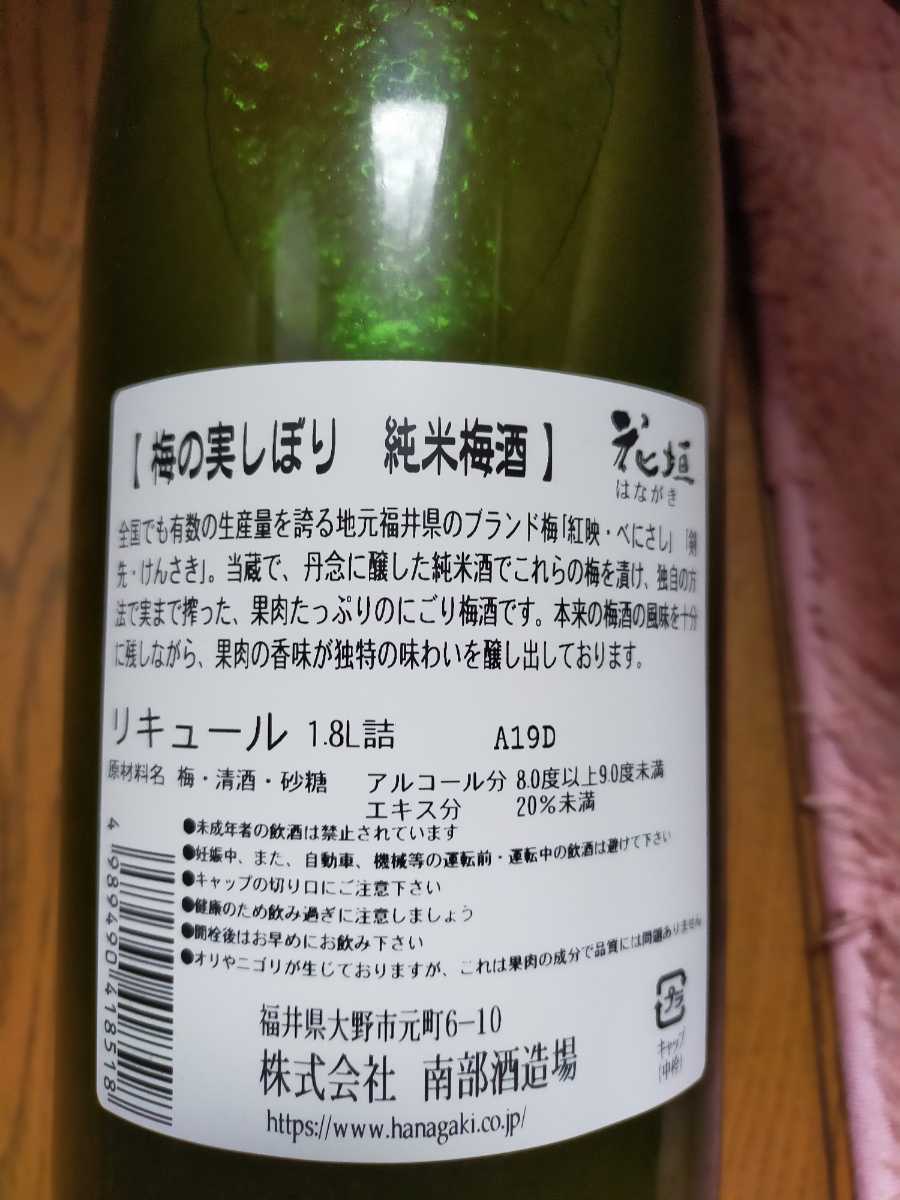 【梅の実しぼり　純米梅酒】
花垣
はながき
全国でも有数の生産量を誇る地元福井県のブランド梅「紅映・べにさし」「剣
先・けんさき」。当蔵で、丹念に醸した純米酒でこれらの梅を漬け、独自の方
法で実まで搾った、果肉たっぷりのにごり梅酒です。本来の梅酒の風味を十分
に残しながら、果肉の香味が独特の味わいを醸し出しております。
リキュール 1.8L詰 A19D
原材料名 梅・清酒・砂糖 アルコール分 8.0度以上9.0度未満
エキス分 20%未満
●未成年者の飲酒は禁止されています
●妊娠中、また、自動車、機械等の運転前・運転中の飲酒は避けて下さい
●キャップの切り口にご注意下さい
●健康のため飲み過ぎに注意しましょう
●開栓後はお早めにお飲み下さい
●オリやニゴリが生じておりますが、これは果肉の成分で品質には問題ありません
4 989490 418518
プラ
キャップ
(中栓)
福井県大野市元町6-10
株式会社 南部酒造場
https://www.hanagaki.co.jp/